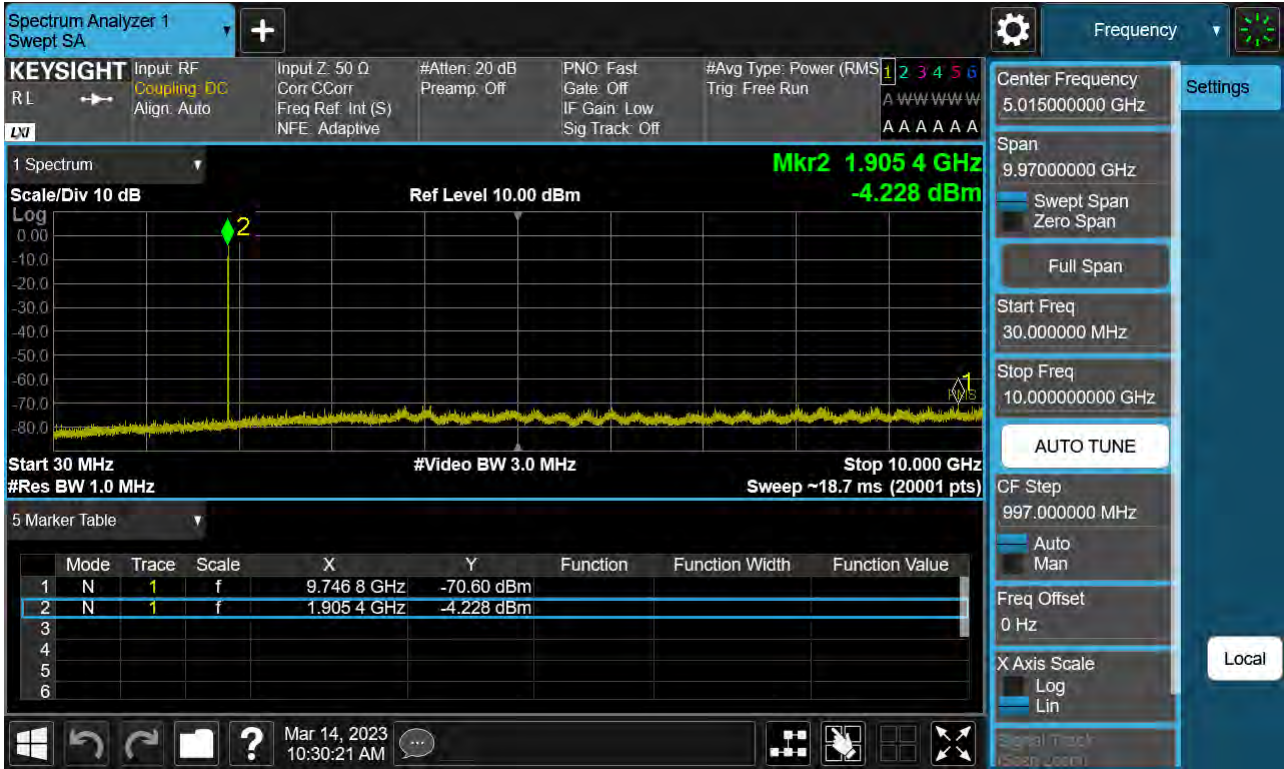 Spectrum Analyzer 1
Swept SA
+
Frequency
KEYSIGHT
R L
LXI
Input: RF
Coupling: DC
Align: Auto
Input Z: 50 Ω
Corr CCorr
Freq Ref: Int (S)
NFE: Adaptive
#Atten: 20 dB
Preamp: Off
PNO: Fast
Gate: Off
IF Gain: Low
Sig Track: Off
#Avg Type: Power (RMS
Trig: Free Run
1 2 3 4 5 6
A W W W W W
A A A A A A
1 Spectrum
Mkr2 1.905 4 GHz
Scale/Div 10 dB
Ref Level 10.00 dBm
-4.228 dBm
Log
0.00
-10.0
-20.0
-30.0
-40.0
-50.0
-60.0
-70.0
-80.0
2
1
RMS
Start 30 MHz
#Video BW 3.0 MHz
Stop 10.000 GHz
#Res BW 1.0 MHz
Sweep ~18.7 ms (20001 pts)
5 Marker Table
Mode Trace Scale X Y Function Function Width Function Value
1 N 1 f 9.746 8 GHz -70.60 dBm
2 N 1 f 1.905 4 GHz -4.228 dBm
3
4
5
6
Center Frequency
5.015000000 GHz
Span
9.97000000 GHz
Swept Span
Zero Span
Full Span
Start Freq
30.000000 MHz
Stop Freq
10.000000000 GHz
AUTO TUNE
CF Step
997.000000 MHz
Auto
Man
Freq Offset
0 Hz
X Axis Scale
Log
Lin
Signal Track
(Span Zoom)
Settings
Local
?
Mar 14, 2023
10:30:21 AM